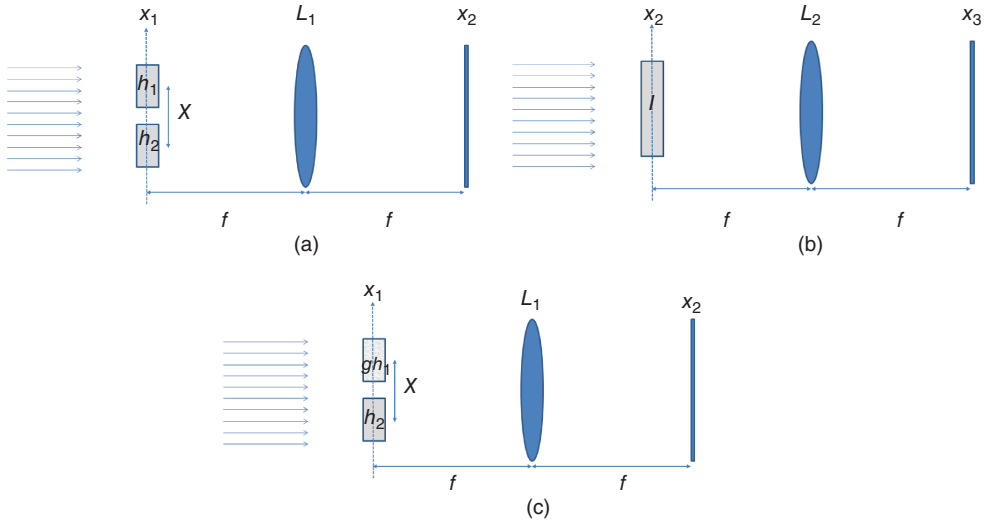 x1 L1 x2
h1
X
h2
f f
(a)
x2 L2 x3
I
f f
(b)
x1 L1 x2
gh1
X
h2
f f
(c)